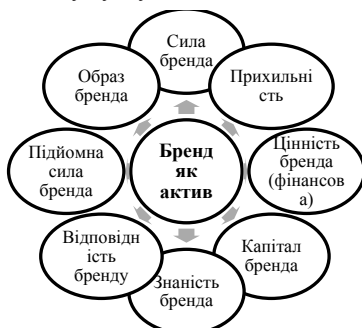 Сила
бренда
Прихильні
сть
Цінність
бренда
(фінансов
а)
Капітал
бренда
Знаність
бренда
Відповідн
ість
бренду
Підйомна
сила
бренда
Образ
бренда
Бренд
як
актив